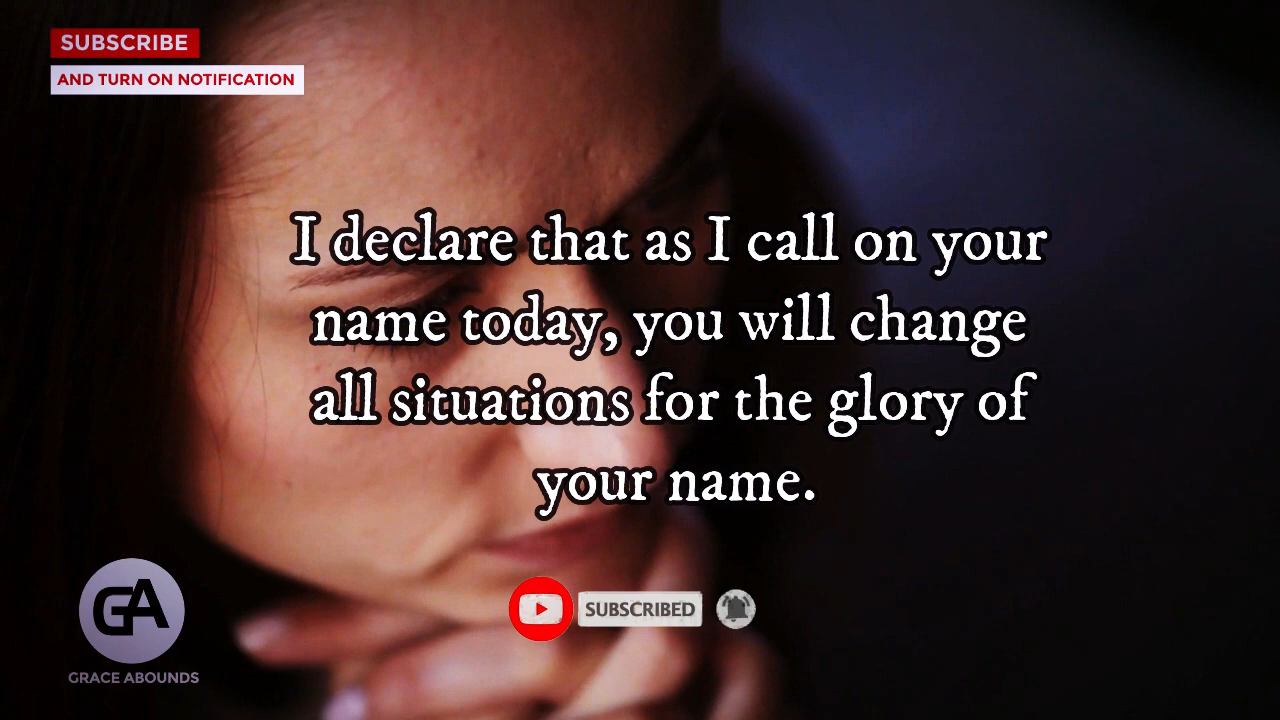 SUBSCRIBE
AND TURN ON NOTIFICATION
I declare that as I call on your
name today, you will change
all situations for the glory of
your name.
SUBSCRIBED
GA
GRACE ABOUNDS